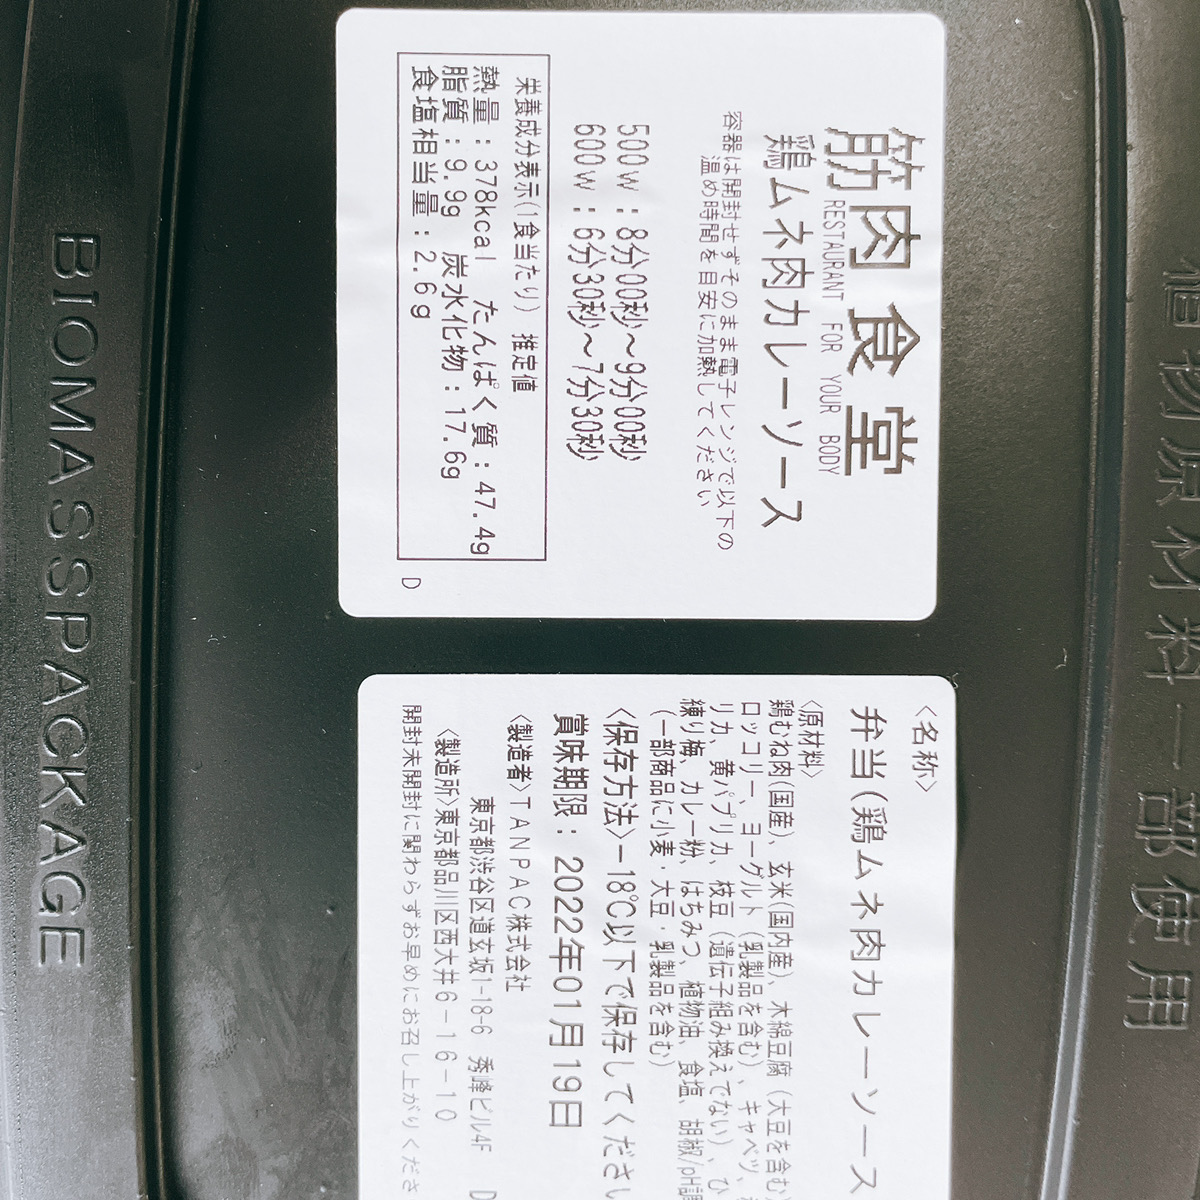 植物原材料一部使用
筋肉食堂
RESTAURANT FOR YOUR BODY
鶏ムネ肉カレーソース
容器は開封せずそのまま電子レンジで以下の
温め時間を目安に加熱してください
500w：8分00秒～9分00秒
600w：6分30秒～7分30秒
栄養成分表示(1食当たり) 推定値
熱量：378kcal たんぱく質：47.4g
脂質：9.9g 炭水化物：17.6g
食塩相当量：2.6g
D
〈名称〉
弁当(鶏ムネ肉カレーソース
〈原材料〉
鶏むね肉(国産)、玄米(国内産)、木綿豆腐（大豆を含む
ロッコリー、ヨーグルト（乳製品を含む）、キャベツ、
リカ、黄パプリカ、枝豆（遺伝子組み換えでない）、ひ
練り梅、カレー粉、はちみつ、植物油、食塩、胡椒/pH調
（一部商品に小麦・大豆・乳製品を含む）
〈保存方法〉-18℃以下で保存してください
賞味期限：2022年01月19日
〈製造者〉TANPAC株式会社
東京都渋谷区道玄坂1-18-6 秀峰ビル4F
〈製造所〉東京都品川区西大井6-16-10
D
開封未開封に関わらずお早めにお召し上がりくださ
BIOMASSPACKAGE